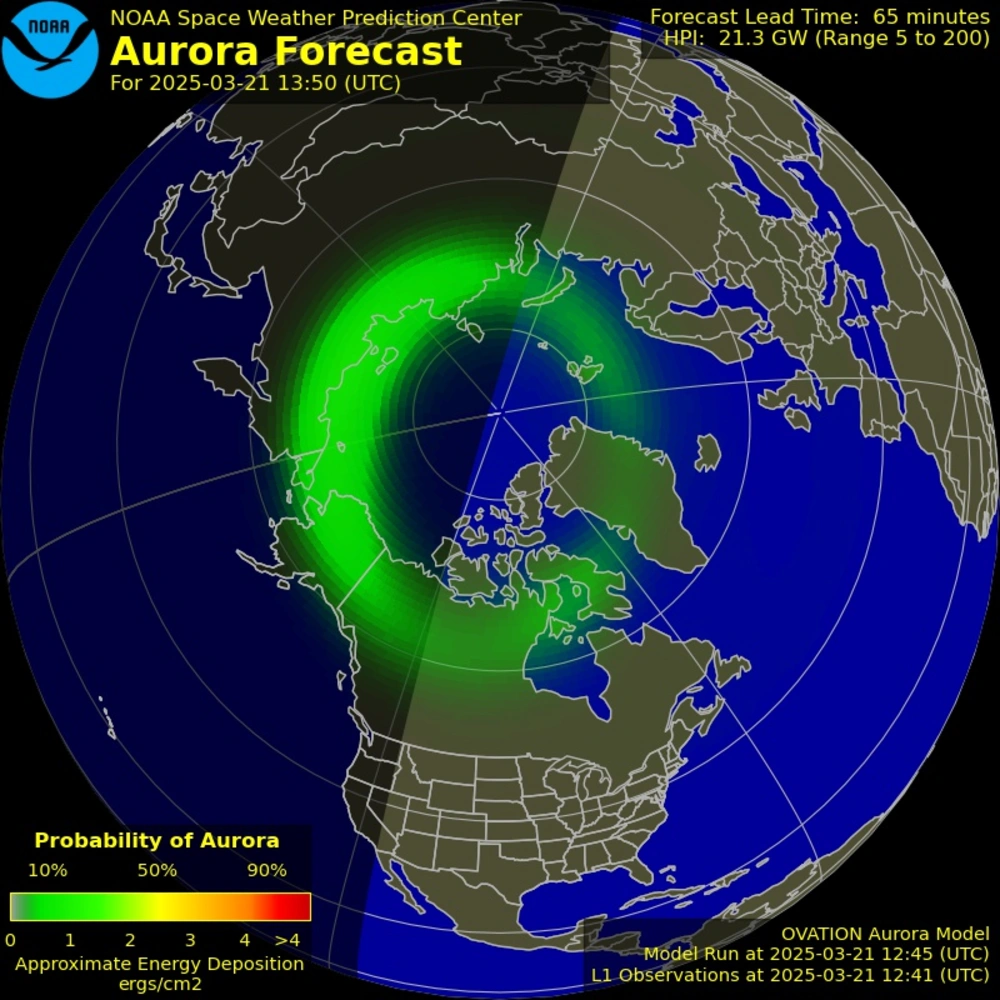 NOAA
NOAA Space Weather Prediction Center
Aurora Forecast
For 2025-03-21 13:50 (UTC)
Forecast Lead Time: 65 minutes
HPI: 21.3 GW (Range 5 to 200)
Probability of Aurora
10% 50% 90%
0 1 2 3 4 >4
Approximate Energy Deposition
ergs/cm2
OVATION Aurora Model
Model Run at 2025-03-21 12:45 (UTC)
L1 Observations at 2025-03-21 12:41 (UTC)